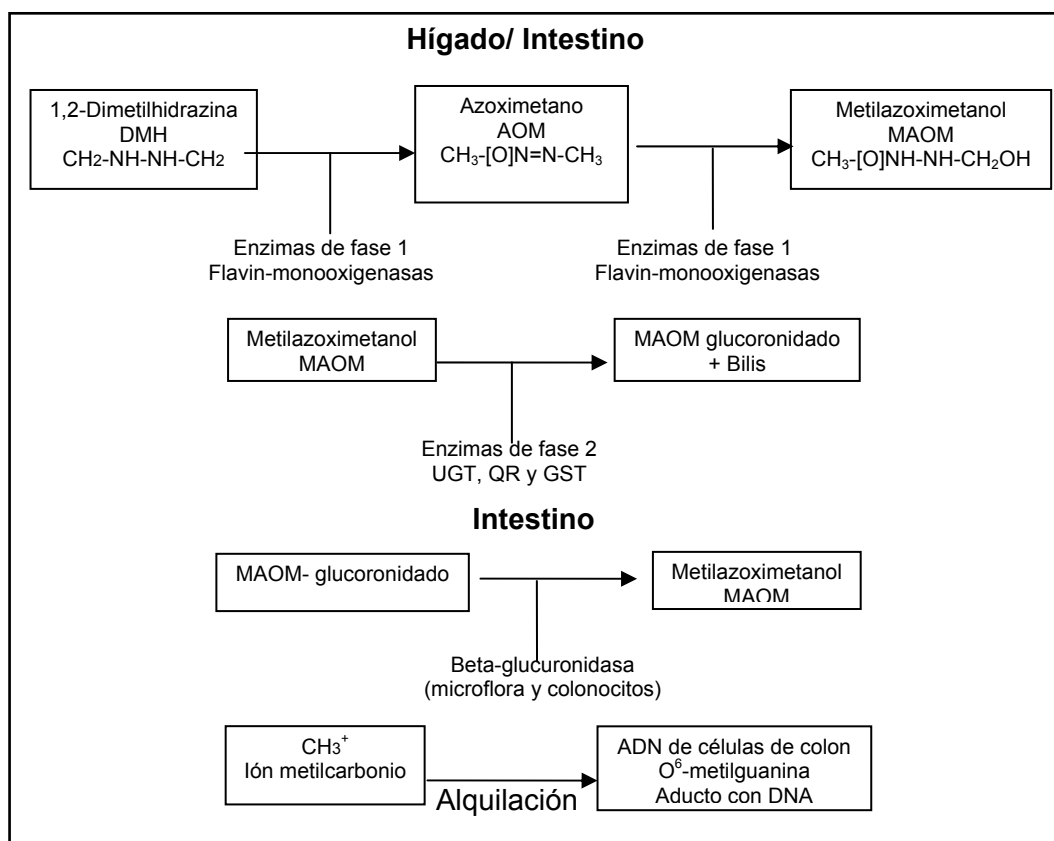 Hígado/ Intestino
1,2-Dimetilhidrazina
DMH
CH2-NH-NH-CH2
Azoximetano
AOM
CH₃-[O]N=N-CH₃
Metilazoximetanol
MAOM
CH₃-[O]NH-NH-CH₂OH
Enzimas de fase 1
Flavin-monooxigenasas
Enzimas de fase 1
Flavin-monooxigenasas
Metilazoximetanol
MAOM
MAOM glucoronidado
+ Bilis
Enzimas de fase 2
UGT, QR y GST
Intestino
MAOM- glucoronidado
Metilazoximetanol
MAOM
Beta-glucuronidasa
(microflora y colonocitos)
CH3⁺
Ión metilcarbonio
Alquilación
ADN de células de colon
O⁶-metilguanina
Aducto con DNA